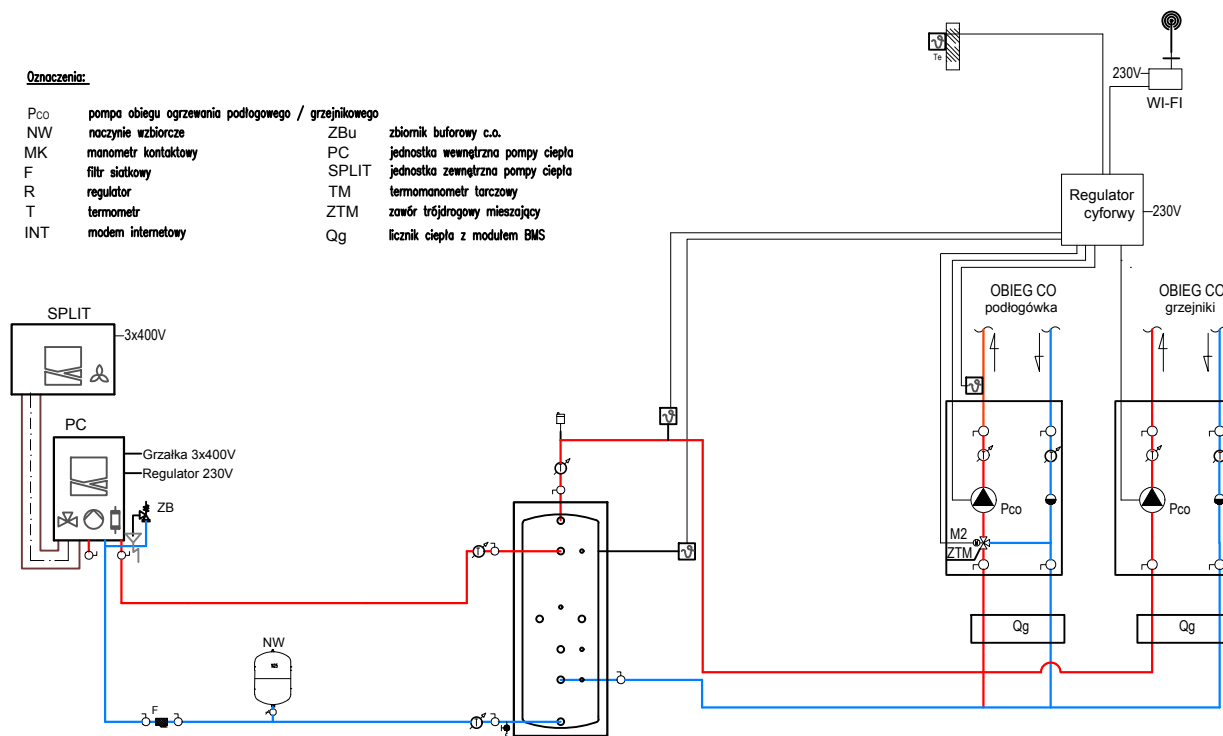 Te
230V
WI-FI
Oznaczenia:
Pco pompa obiegu ogrzewania podłogowego / grzejnikowego
NW naczynie wzbiorcze ZBu zbiornik buforowy c.o.
MK manometr kontaktowy PC jednostka wewnętrzna pompy ciepła
F filtr siatkowy SPLIT jednostka zewnętrzna pompy ciepła
R regulator TM termomanometr tarczowy
T termometr ZTM zawór trójdrogowy mieszający
INT modem internetowy Qg licznik ciepła z modułem BMS
Regulator
cyforwy
230V
OBIEG CO
podłogówka
OBIEG CO
grzejniki
SPLIT
3x400V
PC
Grzałka 3x400V
Regulator 230V
ZB
Pco
Pco
M2
ZTM
Qg
Qg
NW
F